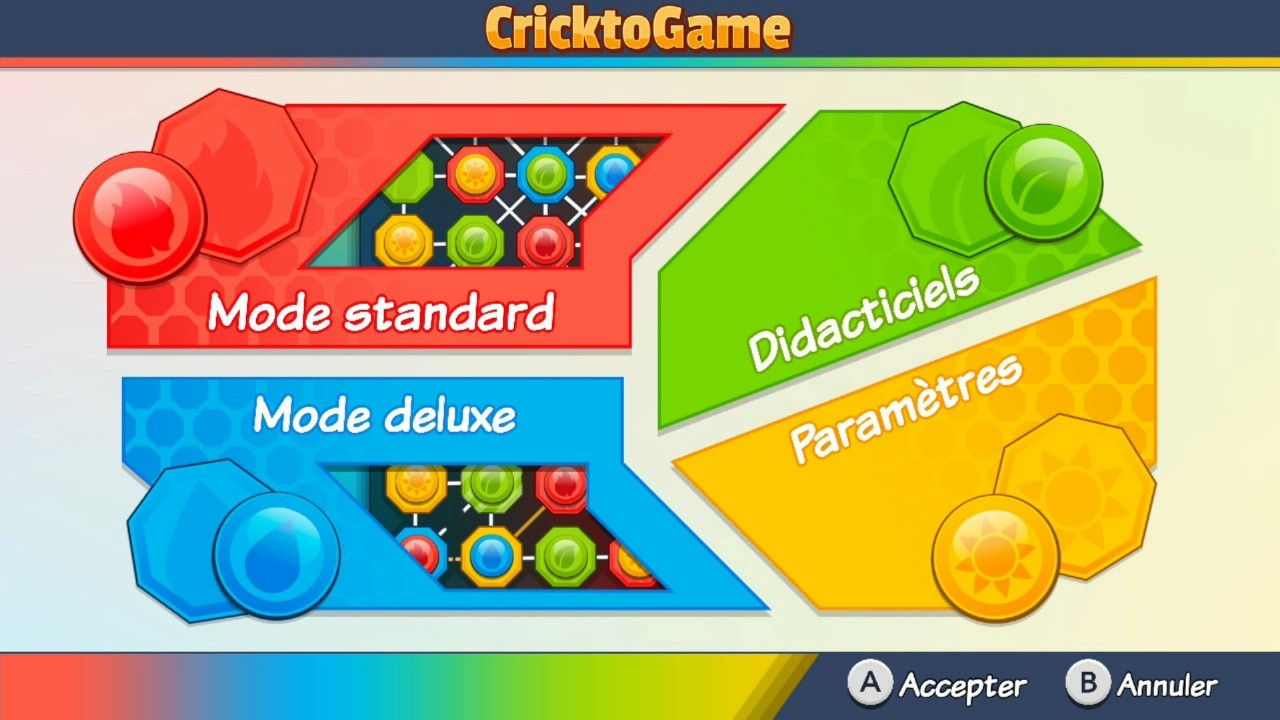 CricktoGame
Mode standard
Didacticiels
Mode deluxe
Paramètres
A Accepter
B Annuler